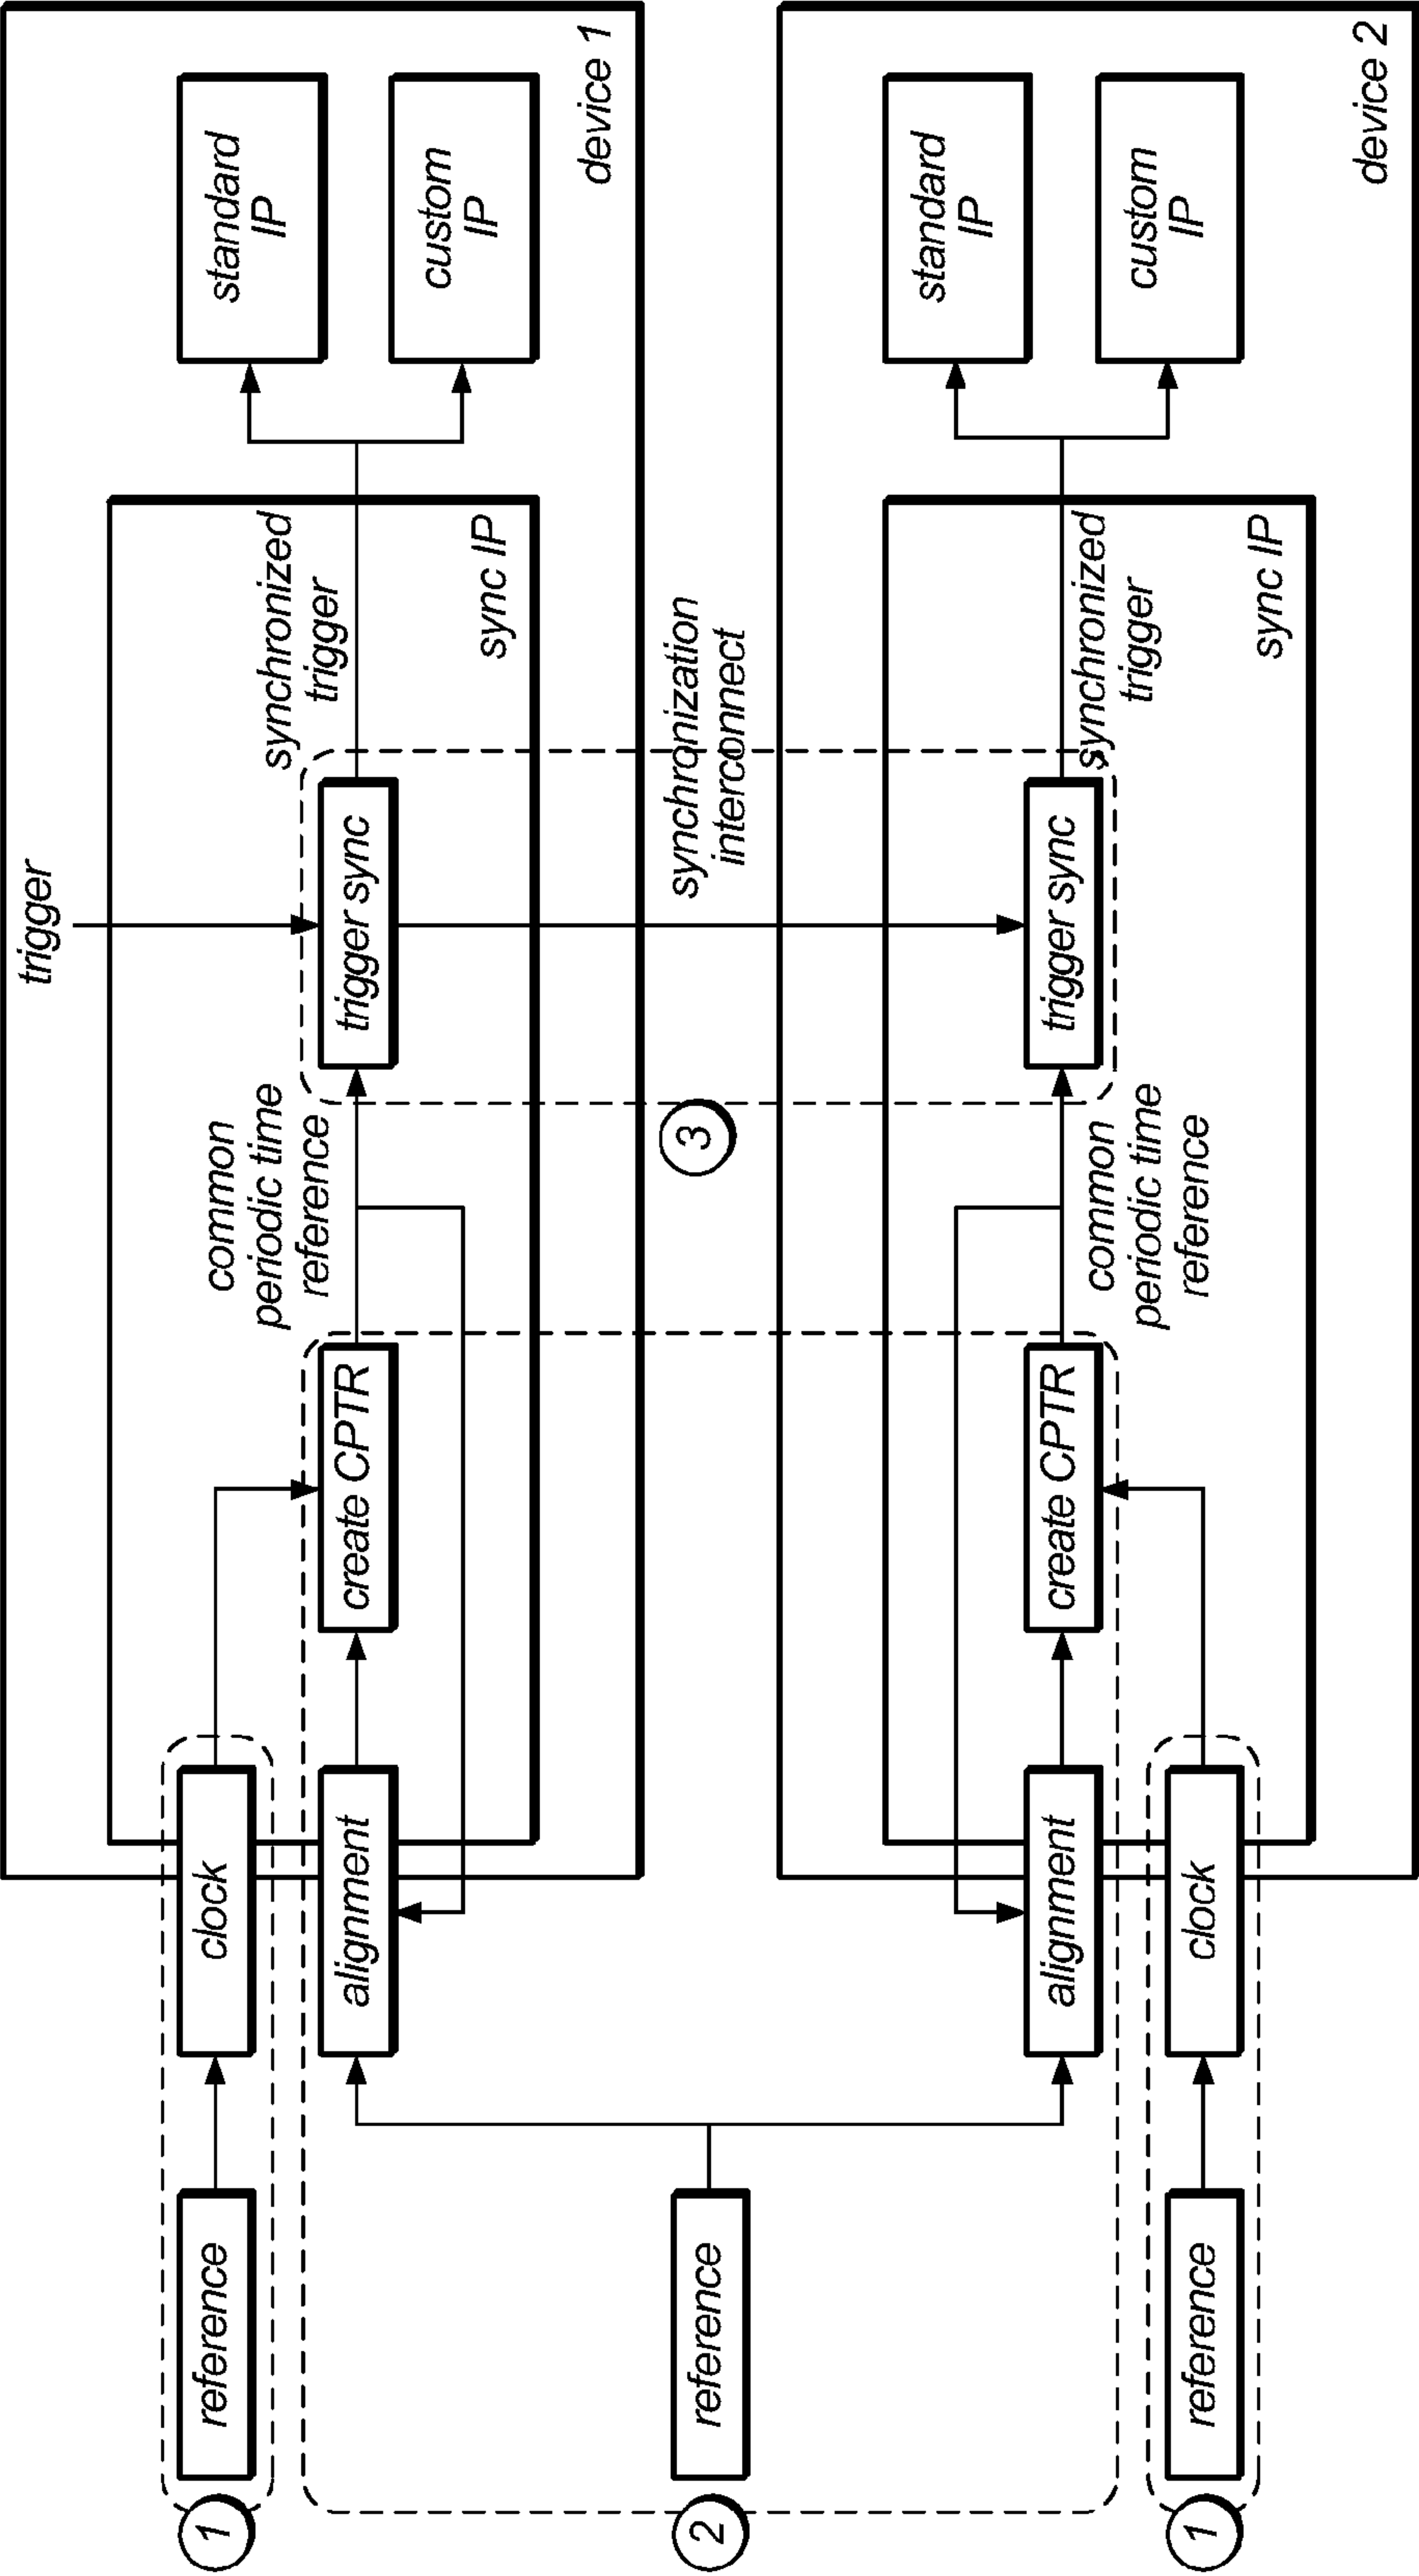 trigger
1
reference
clock
alignment
create CPTR
common
periodic time
reference
trigger sync
synchronized
trigger
sync IP
standard
IP
custom
IP
device 1
2
reference
3
synchronization
interconnect
alignment
create CPTR
common
periodic time
reference
trigger sync
synchronized
trigger
sync IP
standard
IP
custom
IP
device 2
1
reference
clock